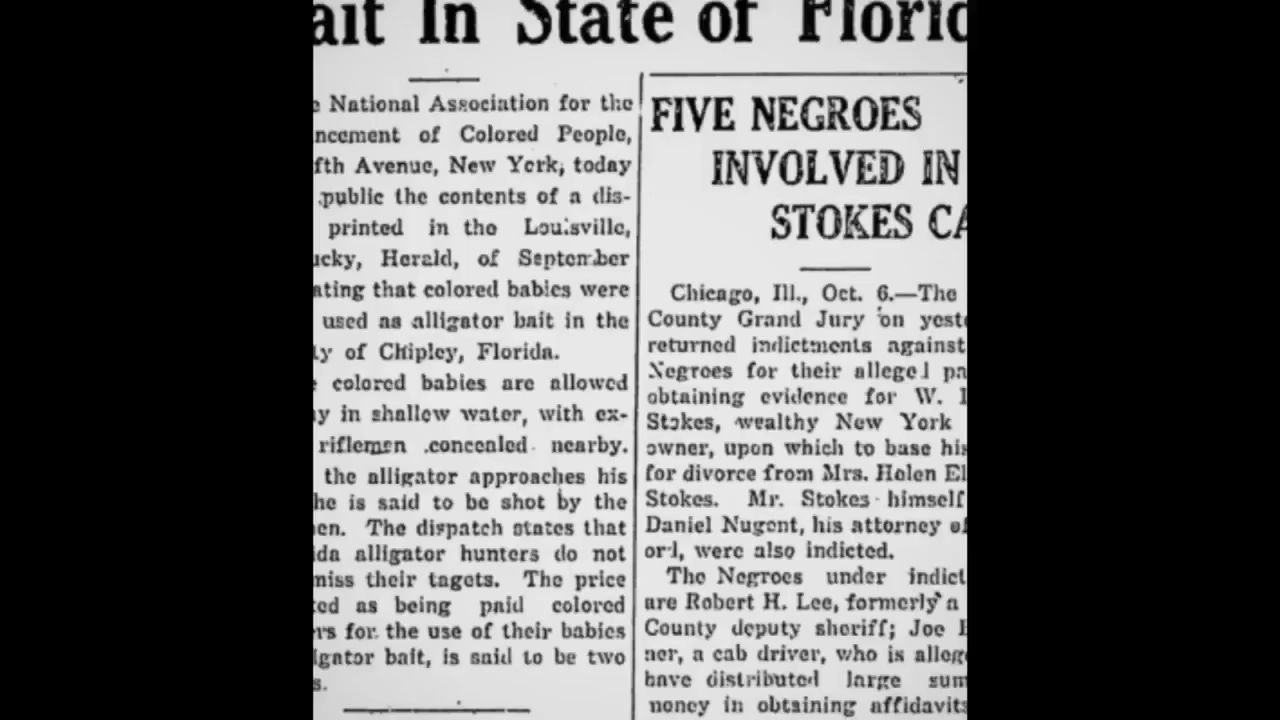 ait In State of Florid
e National Association for the
ncement of Colored People,
fth Avenue, New York, today
public the contents of a dis-
printed in the Louisville,
ucky, Herald, of September
ating that colored babies were
used as alligator bait in the
ty of Chipley, Florida.
e colored babies are allowed
ay in shallow water, with ex-
riflemen concealed nearby.
the alligator approaches his
he is said to be shot by the
en. The dispatch states that
ida alligator hunters do not
miss their tagets. The price
ted as being paid colored
ers for the use of their babies
igator bait, is said to be two
s.
FIVE NEGROES
INVOLVED IN
STOKES CA
Chicago, Ill., Oct. 6.—The
County Grand Jury on yeste
returned indictments against
Negroes for their alleged pa
obtaining evidence for W. E
Stokes, wealthy New York
owner, upon which to base his
for divorce from Mrs. Helen El
Stokes. Mr. Stokes himself
Daniel Nugent, his attorney of
ord, were also indicted.
The Negroes under indict
are Robert H. Lee, formerly a
County deputy sheriff; Joe
ner, a cab driver, who is allege
have distributed large sum
money in obtaining affidavits